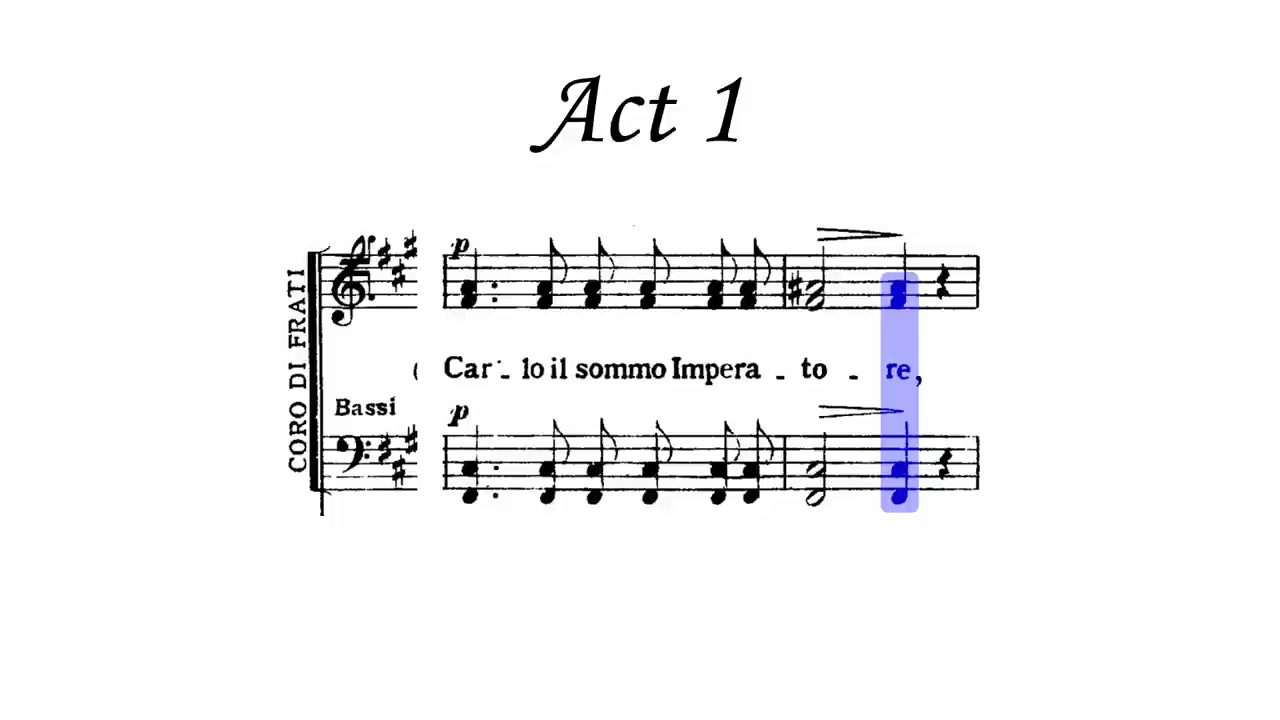 Act 1
CORO DI FRATI
p
Car - lo il sommo Impera - to - re,
Bassi
p